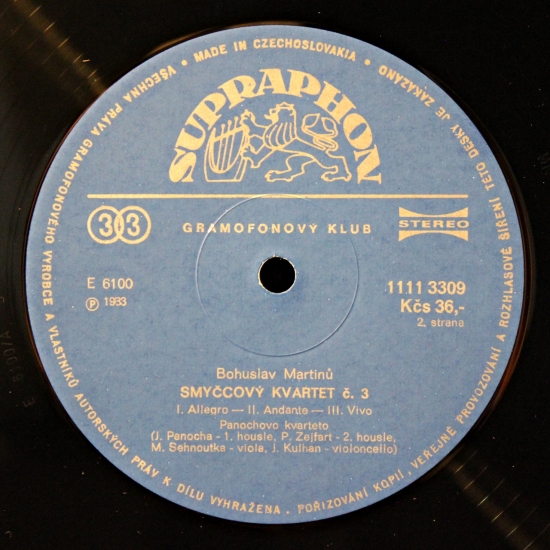 VŠECHNA PRÁVA GRAMOFONOVÉHO VÝROBCE A VLASTNÍKŮ AUTORSKÝCH PRÁV K DÍLU VYHRAŽENA. POŘIZOVÁNÍ KOPIÍ, VEŘEJNÉ PROVOZOVÁNÍ A ROZHLASOVÉ ŠÍŘENÍ TÉTO DESKY JE ZAKÁZÁNO • MADE IN CZECHOSLOVAKIA •
SUPRAPHON
33
GRAMOFONOVÝ KLUB
STEREO
E 6100
Ⓟ 1983
1111 3309
Kčs 36,-
2. strana
Bohuslav Martinů
SMYČCOVÝ KVARTET č. 3
I. Allegro — II. Andante — III. Vivo
Panochovo kvarteto
(J. Panocha - 1. housle, P. Zejfart - 2. housle,
M. Sehnoutka - viola, J. Kulhan - violoncello)